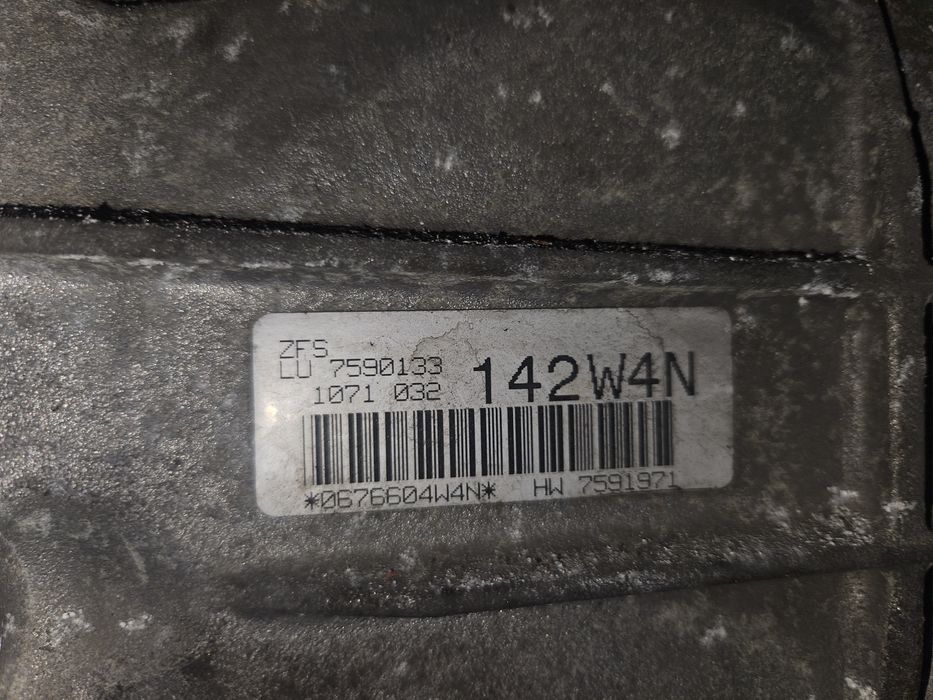 ZFS
LU 7590133
1071 032
142W4N
*0676604W4N* HW 7591971